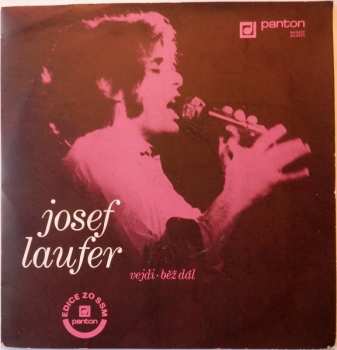 panton
josef
laufer
vejdi · běž dál
EDICE ZO SSM
panton